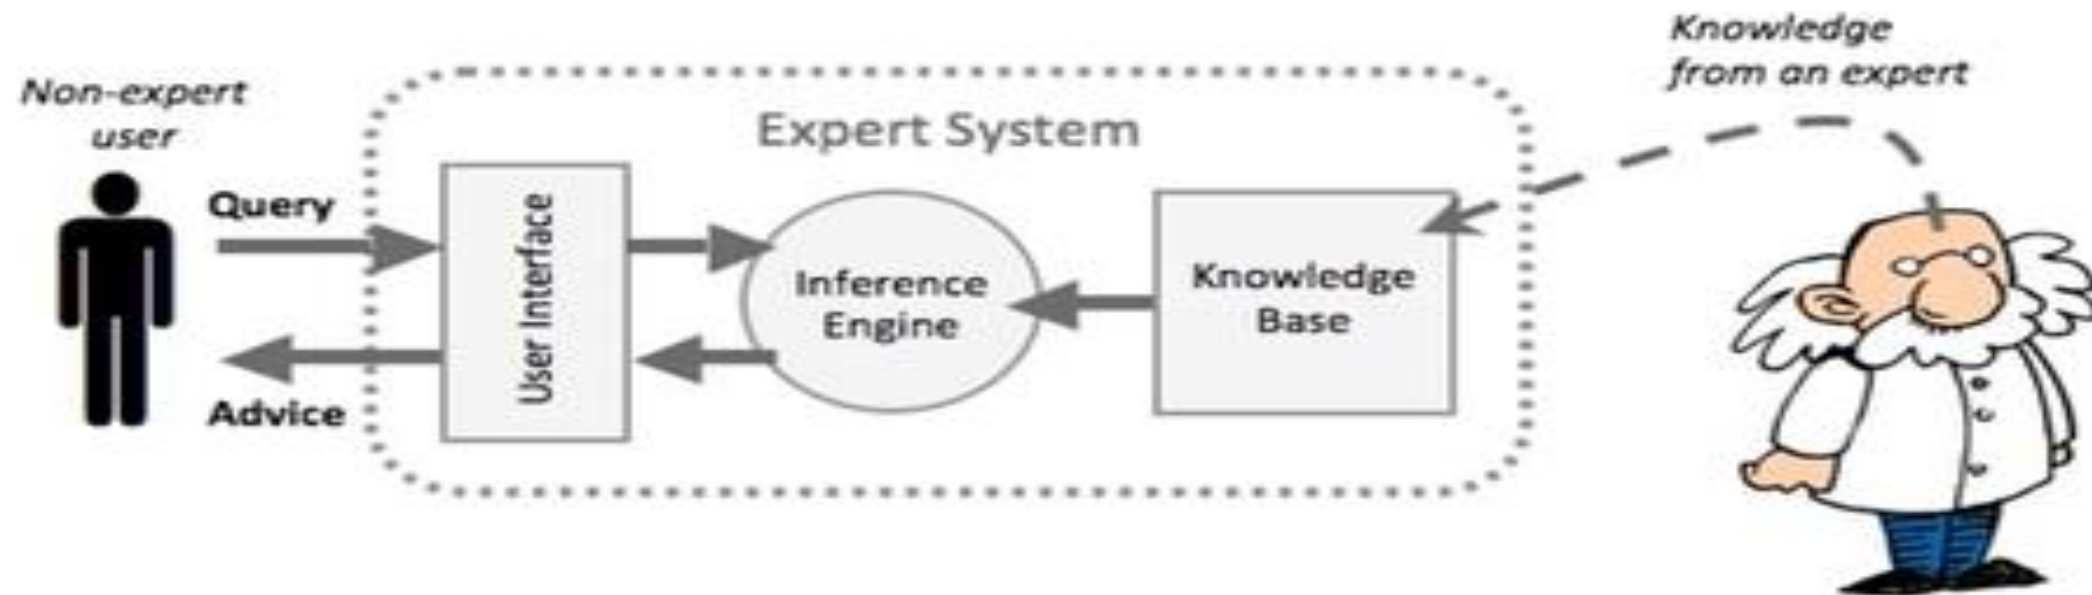 Non-expert
user
Query
Advice
Expert System
User Interface
Inference
Engine
Knowledge
Base
Knowledge
from an expert